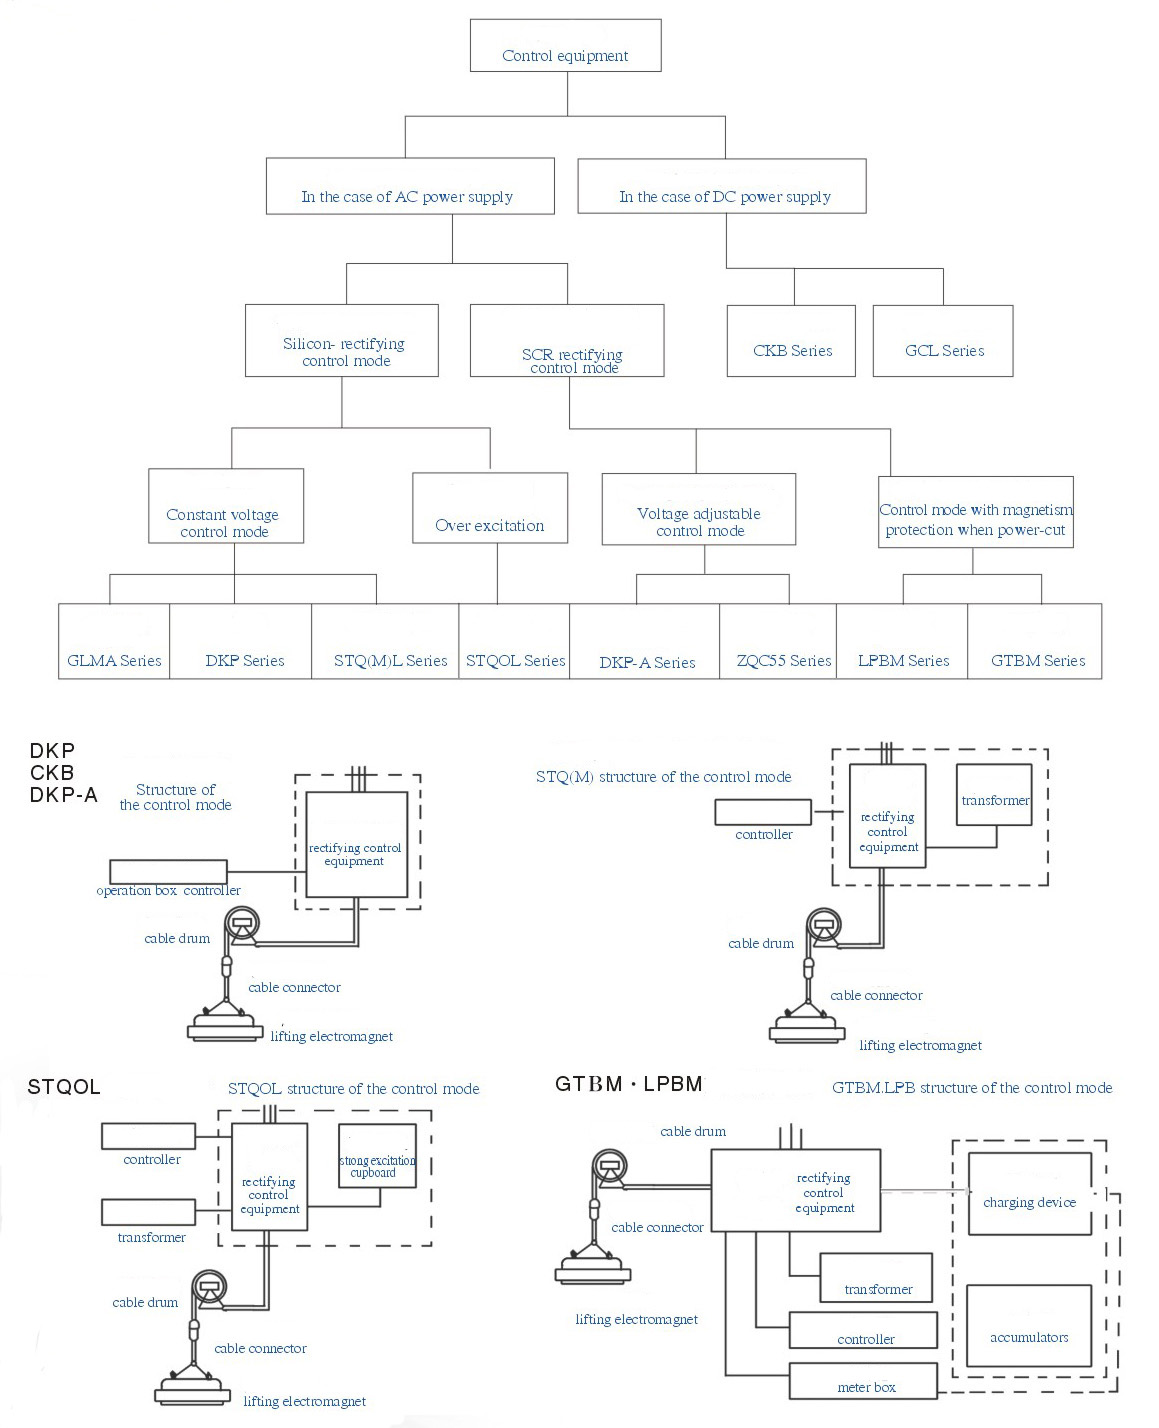 Control equipment
In the case of AC power supply
In the case of DC power supply
Silicon- rectifying
control mode
SCR rectifying
control mode
CKB Series
GCL Series
Constant voltage
control mode
Over excitation
Voltage adjustable
control mode
Control mode with magnetism
protection when power-cut
GLMA Series
DKP Series
STQ(M)L Series
STQOL Series
DKP-A Series
ZQC55 Series
LPBM Series
GTBM Series
DKP
CKB
DKP-A
Structure of
the control mode
rectifying control
equipment
operation box controller
cable drum
cable connector
lifting electromagnet
STQ(M) structure of the control mode
transformer
controller
rectifying
control
equipment
cable drum
cable connector
lifting electromagnet
STQOL
STQOL structure of the control mode
controller
strong excitation
cupboard
rectifying
control
equipment
transformer
cable drum
cable connector
lifting electromagnet
GTBM · LPBM
GTBM.LPB structure of the control mode
cable drum
rectifying
control
equipment
charging device
cable connector
transformer
lifting electromagnet
controller
accumulators
meter box